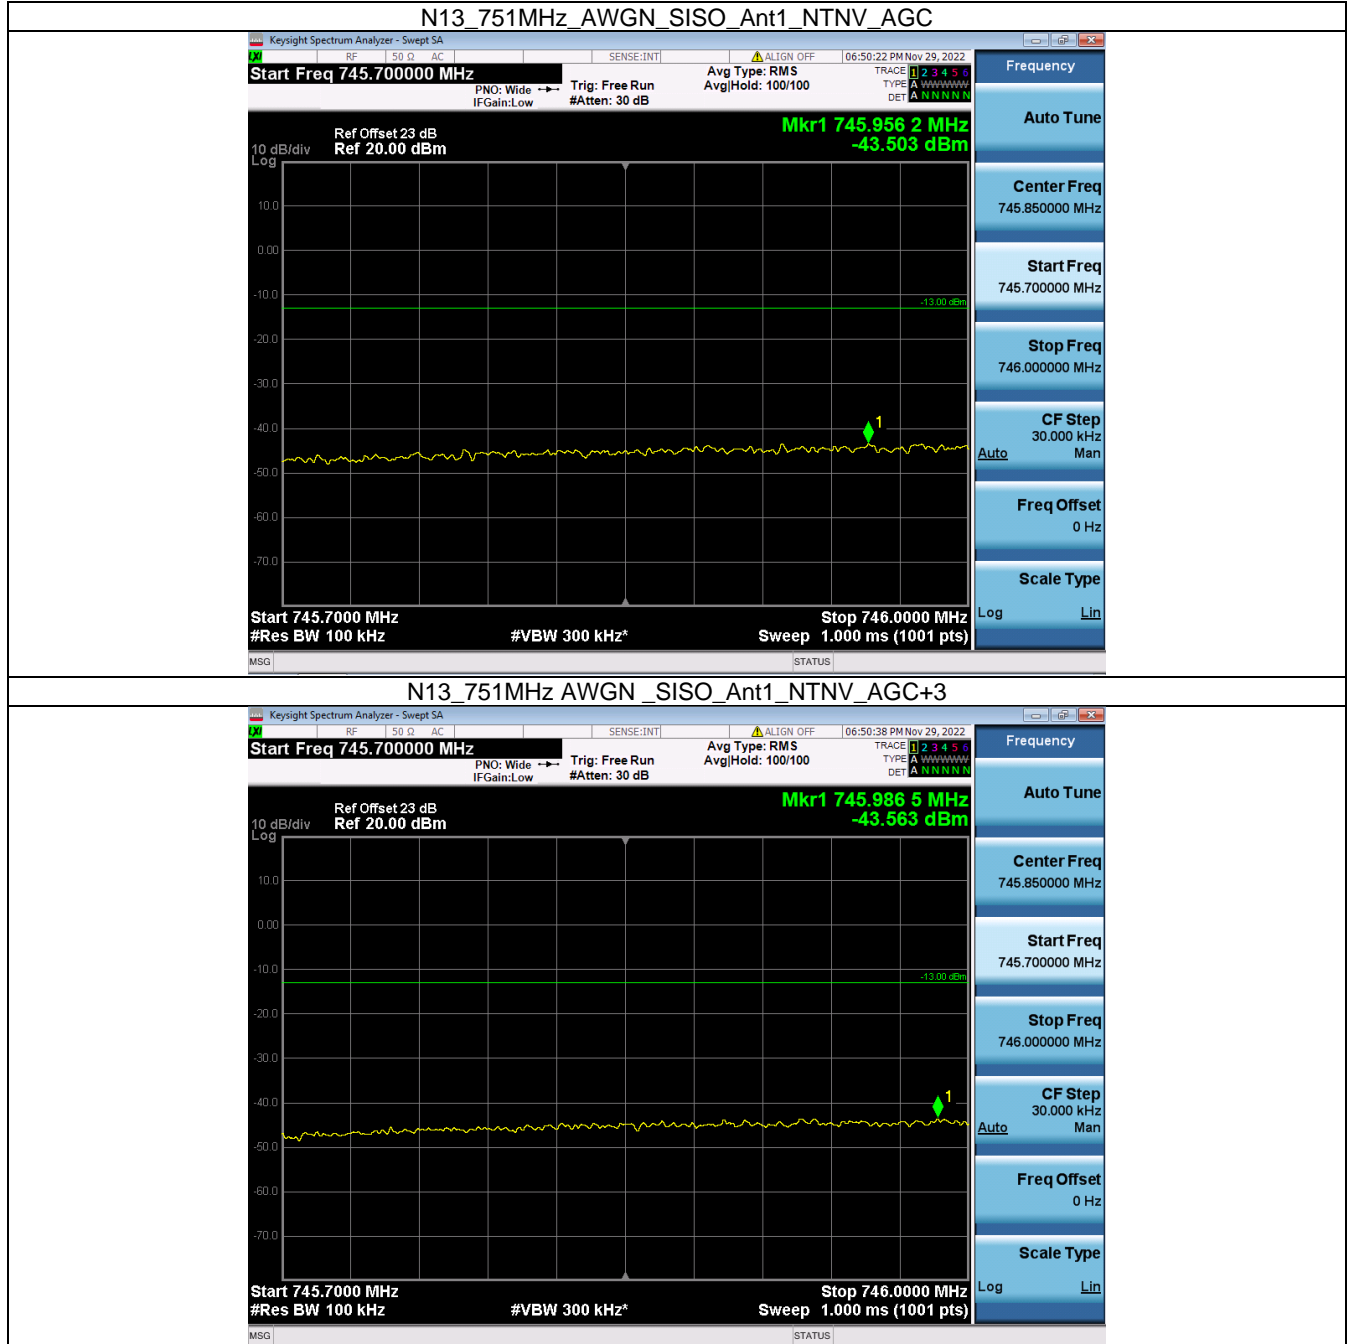 N13_751MHz_AWGN_SISO_Ant1_NTNV_AGC
Keysight Spectrum Analyzer - Swept SA
LXI RF 50 Ω AC SENSE:INT ALIGN OFF 06:50:22 PM Nov 29, 2022
Start Freq 745.700000 MHz
PNO: Wide
IFGain:Low
Trig: Free Run
#Atten: 30 dB
Avg Type: RMS
Avg|Hold: 100/100
TRACE 1 2 3 4 5 6
TYPE A WWWWW
DET A N N N N N
Mkr1 745.956 2 MHz
-43.503 dBm
Ref Offset 23 dB
10 dB/div Ref 20.00 dBm
Log
10.0
0.00
-10.0
-13.00 dBm
-20.0
-30.0
-40.0
1
-50.0
-60.0
-70.0
Start 745.7000 MHz Stop 746.0000 MHz
#Res BW 100 kHz #VBW 300 kHz* Sweep 1.000 ms (1001 pts)
MSG STATUS
Frequency
Auto Tune
Center Freq
745.850000 MHz
Start Freq
745.700000 MHz
Stop Freq
746.000000 MHz
CF Step
30.000 kHz
Auto Man
Freq Offset
0 Hz
Scale Type
Log Lin
N13_751MHz AWGN _SISO_Ant1_NTNV_AGC+3
Keysight Spectrum Analyzer - Swept SA
LXI RF 50 Ω AC SENSE:INT ALIGN OFF 06:50:38 PM Nov 29, 2022
Start Freq 745.700000 MHz
PNO: Wide
IFGain:Low
Trig: Free Run
#Atten: 30 dB
Avg Type: RMS
Avg|Hold: 100/100
TRACE 1 2 3 4 5 6
TYPE A WWWWW
DET A N N N N N
Mkr1 745.986 5 MHz
-43.563 dBm
Ref Offset 23 dB
10 dB/div Ref 20.00 dBm
Log
10.0
0.00
-10.0
-13.00 dBm
-20.0
-30.0
-40.0
1
-50.0
-60.0
-70.0
Start 745.7000 MHz Stop 746.0000 MHz
#Res BW 100 kHz #VBW 300 kHz* Sweep 1.000 ms (1001 pts)
MSG STATUS
Frequency
Auto Tune
Center Freq
745.850000 MHz
Start Freq
745.700000 MHz
Stop Freq
746.000000 MHz
CF Step
30.000 kHz
Auto Man
Freq Offset
0 Hz
Scale Type
Log Lin